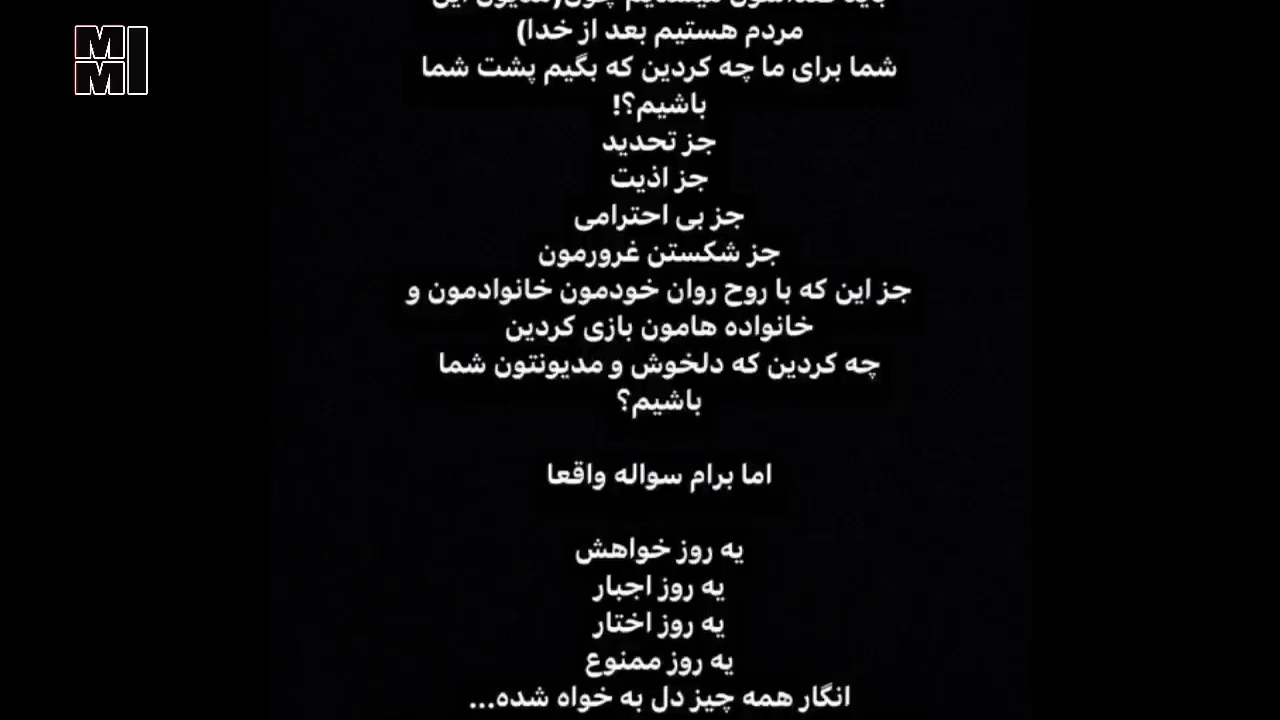 MMI
مردم هستیم بعد از خدا)
شما برای ما چه کردین که بگیم پشت شما
باشیم؟!
جز تحدید
جز اذیت
جز بی احترامی
جز شکستن غرورمون
جز این که با روح روان خودمون خانوادمون و
خانواده هامون بازی کردین
چه کردین که دلخوش و مدیونتون شما
باشیم؟
اما برام سواله واقعا
یه روز خواهش
یه روز اجبار
یه روز اختار
یه روز ممنوع
انگار همه چیز دل به خواه شده...